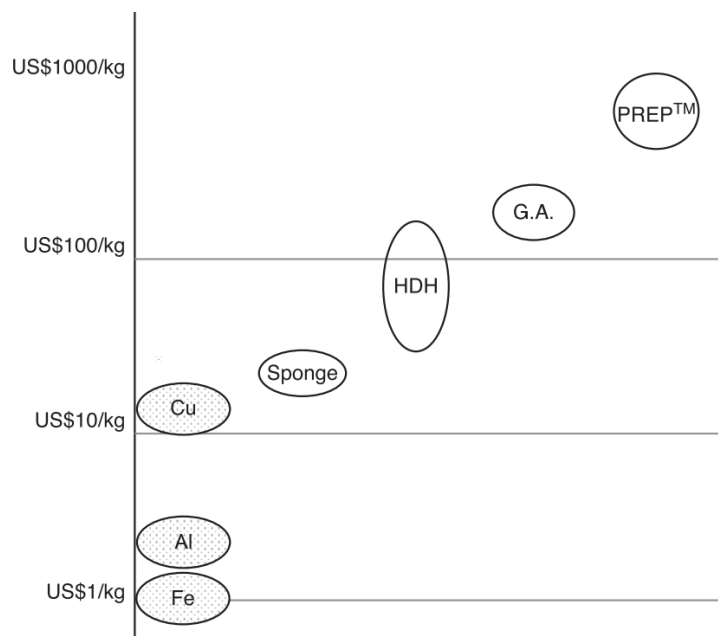 US$1000/kg
PREP™
G.A.
US$100/kg
HDH
Sponge
Cu
US$10/kg
Al
US$1/kg
Fe